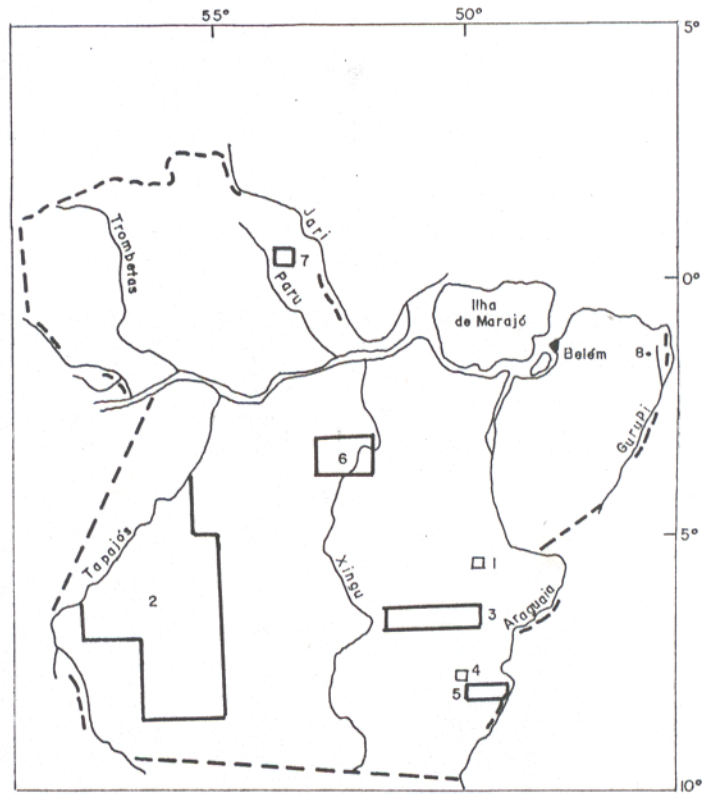 55°
50°
5°
Jari
Trombetas
7
Paru
0°
Ilha
de Marajó
Belém
8
Gurupi
6
5°
Tapajós
Xingu
1
2
3
Araguaia
4
5
10°